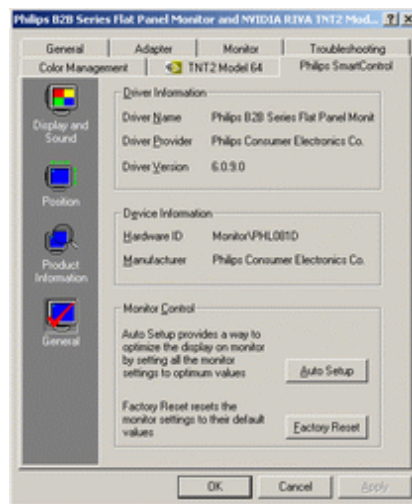 Philips B2B Series Flat Panel Monitor and NVIDIA RIVA TNT2 Mod...
General Adapter Monitor Troubleshooting
Color Management TNT2 Model 64 Philips SmartControl
Display and
Sound
Position
Product
Information
General
Driver Information
Driver Name Philips B2B Series Flat Panel Monit
Driver Provider Philips Consumer Electronics Co.
Driver Version 6.0.9.0
Device Information
Hardware ID Monitor\PHL081D
Manufacturer Philips Consumer Electronics Co.
Monitor Control
Auto Setup provides a way to
optimize the display on monitor
by setting all the monitor
settings to optimum values
Auto Setup
Factory Reset resets the
monitor settings to their default
values
Factory Reset
OK Cancel Apply